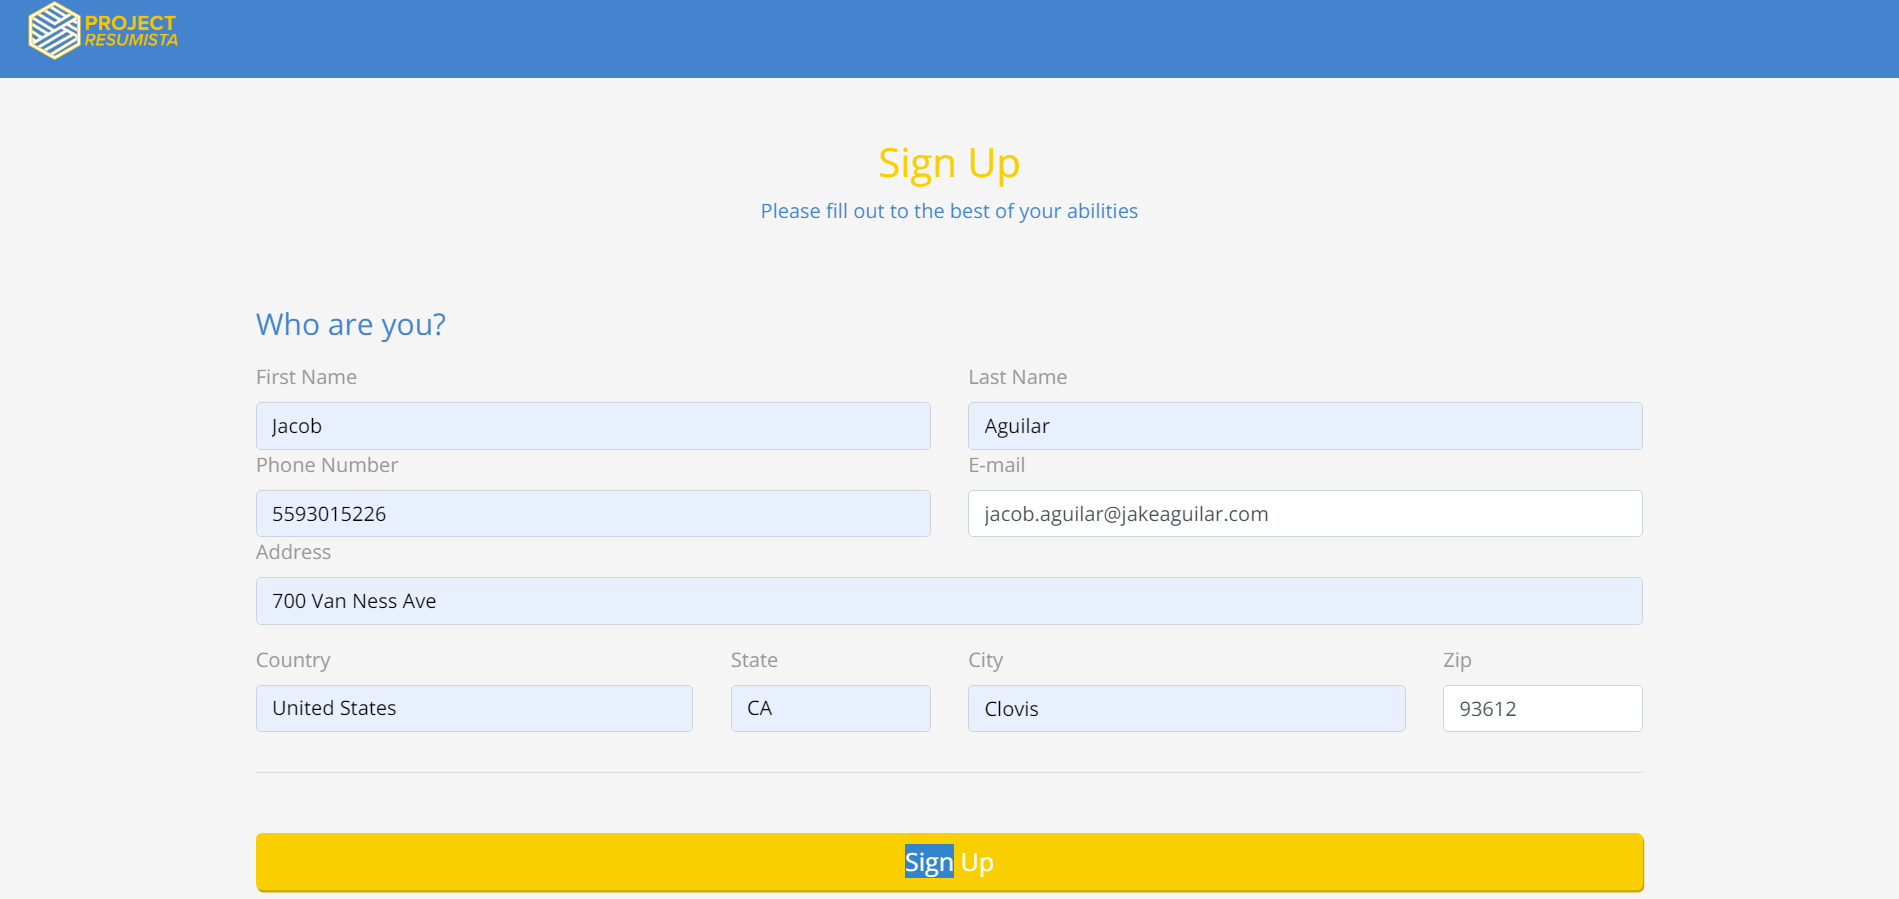 PROJECT
RESUMISTA
Sign Up
Please fill out to the best of your abilities
Who are you?
First Name
Last Name
Jacob
Aguilar
Phone Number
E-mail
5593015226
jacob.aguilar@jakeaguilar.com
Address
700 Van Ness Ave
Country
State
City
Zip
United States
CA
Clovis
93612
Sign Up